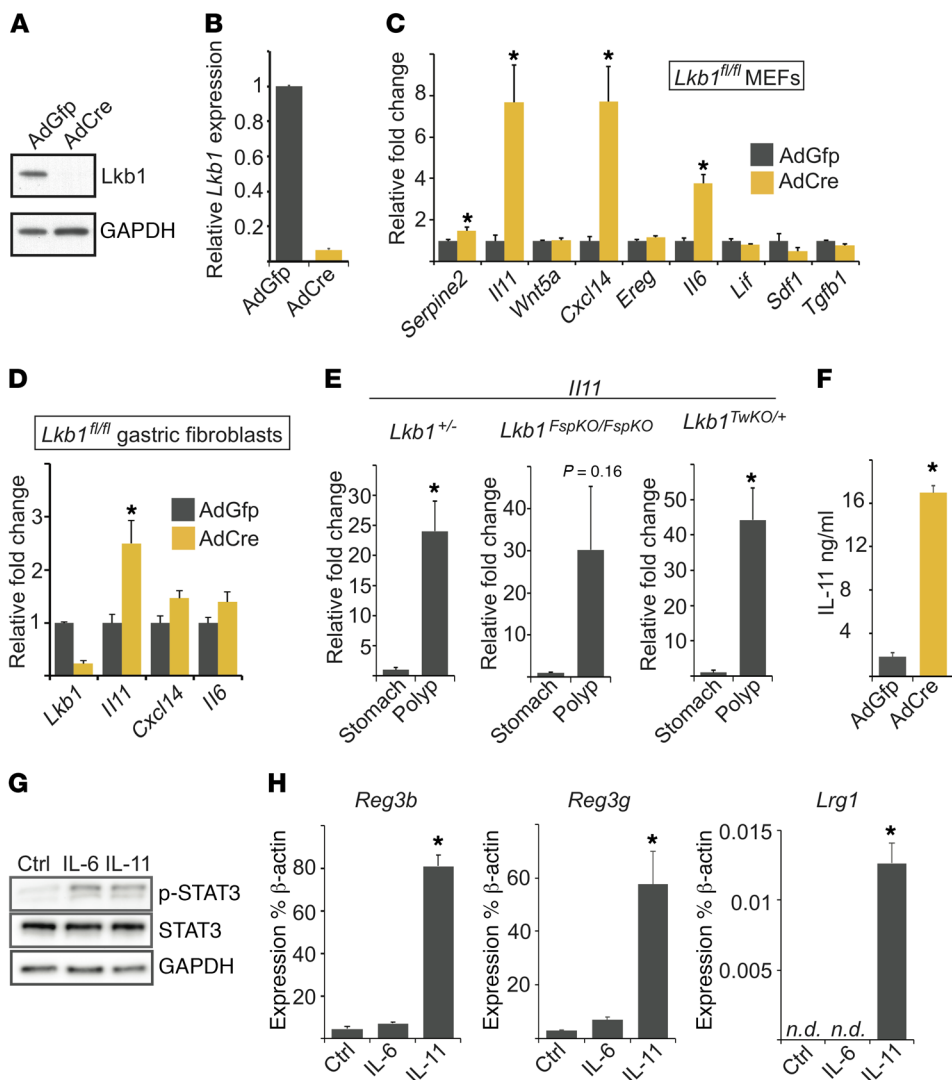 A
AdGfp
AdCre
Lkb1
GAPDH
B
Relative Lkb1 expression
1
0.8
0.6
0.4
0.2
AdGfp
AdCre
C
Relative fold change
8
6
4
2
Lkb1fl/fl MEFs
AdGfp
AdCre
*
*
*
*
Serpine2
Il11
Wnt5a
Cxcl14
Ereg
Il6
Lif
Sdf1
Tgfb1
D
Lkb1fl/fl gastric fibroblasts
Relative fold change
3
2
1
AdGfp
AdCre
*
Lkb1
Il11
Cxcl14
Il6
E
Il11
Lkb1+/-
Relative fold change
30
25
20
15
10
5
*
Stomach
Polyp
Lkb1FspKO/FspKO
Relative fold change
40
30
20
10
P = 0.16
Stomach
Polyp
Lkb1TwKO/+
Relative fold change
50
40
30
20
10
*
Stomach
Polyp
F
IL-11 ng/ml
16
12
8
4
*
AdGfp
AdCre
G
Ctrl IL-6 IL-11
p-STAT3
STAT3
GAPDH
H
Reg3b
Expression % β-actin
80
60
40
20
*
Ctrl
IL-6
IL-11
Reg3g
Expression % β-actin
60
40
20
*
Ctrl
IL-6
IL-11
Lrg1
Expression % β-actin
0.015
0.01
0.005
*
n.d. n.d.
Ctrl
IL-6
IL-11